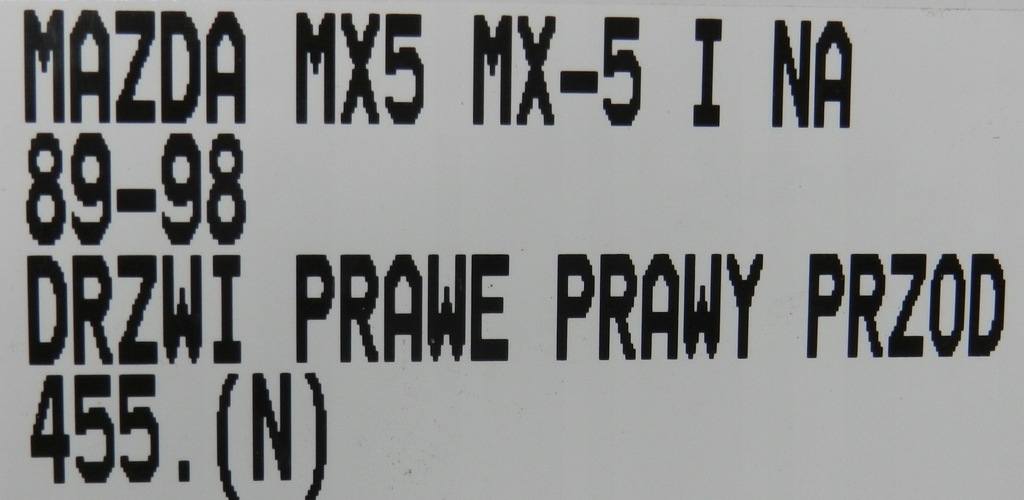 MAZDA MX5 MX-5 I NA
89-98
DRZWI PRAWE PRAWY PRZOD
455.(N)